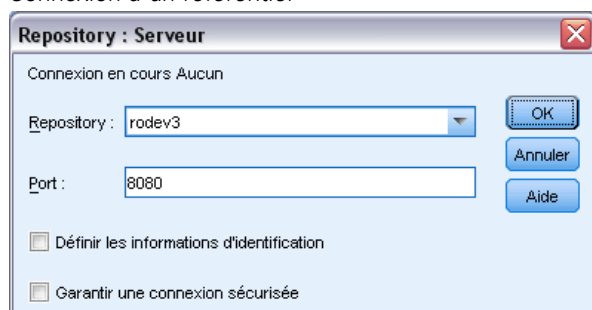 Connexion à un référentiel
Repository : Serveur
Connexion en cours Aucun
Repository : rodev3
OK
Annuler
Port : 8080
Aide
Définir les informations d'identification
Garantir une connexion sécurisée